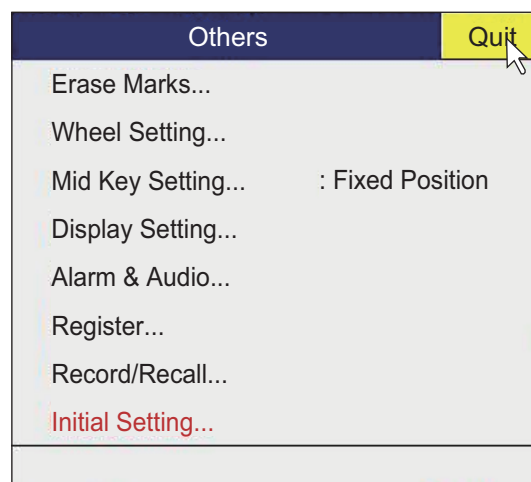 Others Quit
Erase Marks...
Wheel Setting...
Mid Key Setting... : Fixed Position
Display Setting...
Alarm & Audio...
Register...
Record/Recall...
Initial Setting...